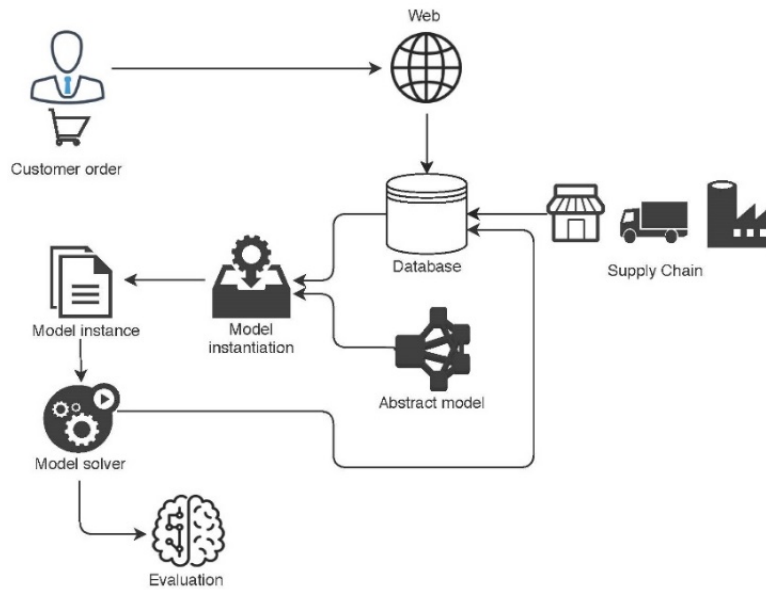 Web
Customer order
Database
Supply Chain
Model instance
Model
instantiation
Abstract model
Model solver
Evaluation